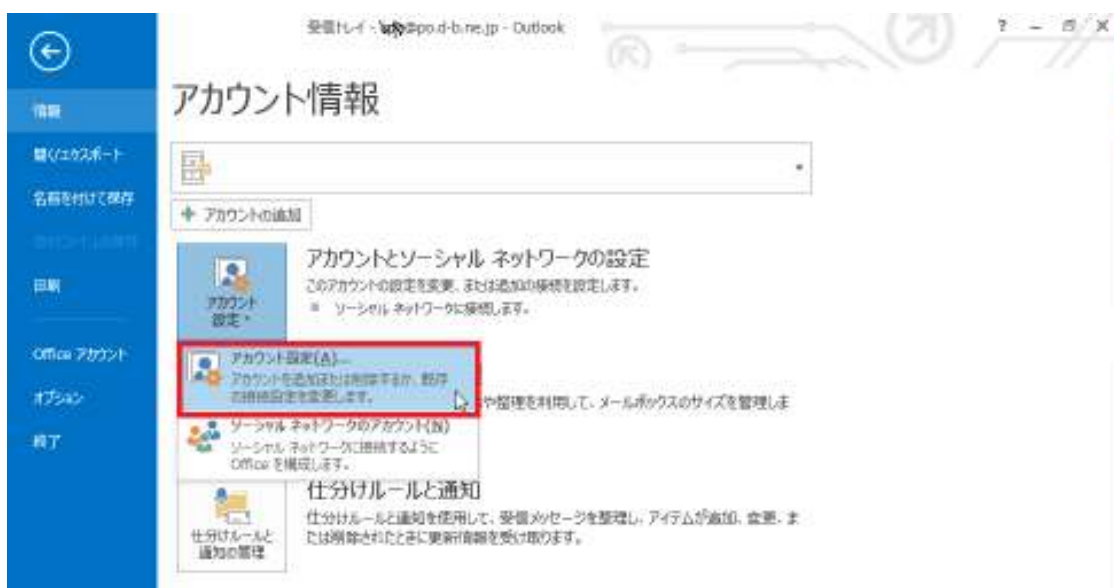 受信トレイ - @po.d-b.ne.jp - Outlook
?
情報
アカウント情報
開く/エクスポート
名前を付けて保存
+ アカウントの追加
印刷
アカウント
設定
アカウントとソーシャル ネットワークの設定
このアカウントの設定を変更、または追加の接続を設定します。
ソーシャル ネットワークに接続します。
Office アカウント
アカウント設定(A)...
アカウントを追加または削除するか、既存
の接続設定を変更します。
オプション
や整理を利用して、メールボックスのサイズを管理しま
ソーシャル ネットワークのアカウント(N)
ソーシャル ネットワークに接続するように
Office を構成します。
終了
仕分けルールと
通知の管理
仕分けルールと通知
仕分けルールと通知を使用して、受信メッセージを整理し、アイテムが追加、変更、ま
たは削除されたときに更新情報を受け取ります。